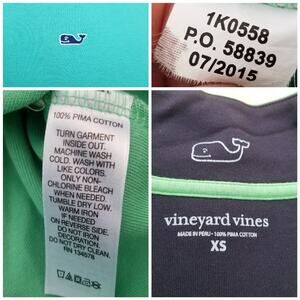 1K0558
P.O. 58839
07/2015
100% PIMA COTTON
TURN GARMENT
INSIDE OUT.
MACHINE WASH
COLD. WASH WITH
LIKE COLORS.
ONLY NON-
CHLORINE BLEACH
WHEN NEEDED.
TUMBLE DRY LOW.
WARM IRON
IF NEEDED
ON REVERSE SIDE.
DO NOT IRON
DECORATION.
DO NOT DRY CLEAN.
RN 134578
vineyard vines
MADE IN PERU • 100% PIMA COTTON
XS